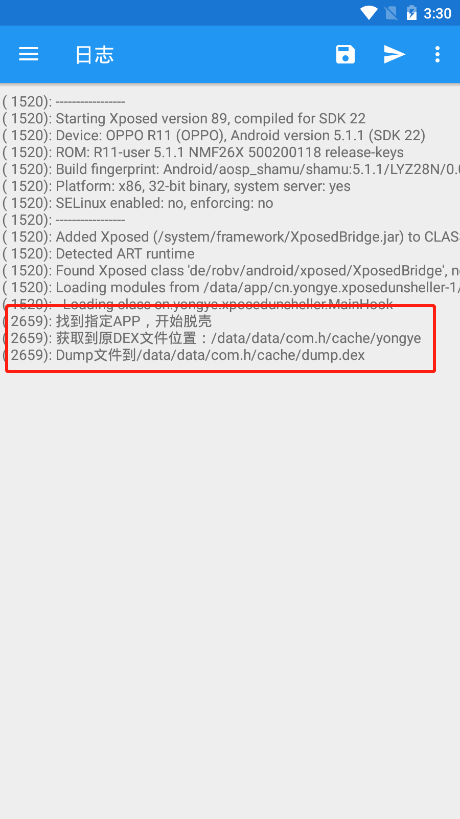 3:30
日志
( 1520): -----------------
( 1520): Starting Xposed version 89, compiled for SDK 22
( 1520): Device: OPPO R11 (OPPO), Android version 5.1.1 (SDK 22)
( 1520): ROM: R11-user 5.1.1 NMF26X 500200118 release-keys
( 1520): Build fingerprint: Android/aosp_shamu/shamu:5.1.1/LYZ28N/0.
( 1520): Platform: x86, 32-bit binary, system server: yes
( 1520): SELinux enabled: no, enforcing: no
( 1520): -----------------
( 1520): Added Xposed (/system/framework/XposedBridge.jar) to CLAS
( 1520): Detected ART runtime
( 1520): Found Xposed class 'de/robv/android/xposed/XposedBridge', n
( 1520): Loading modules from /data/app/cn.yongye.xposedunsheller-1/
( 1520): Loading class cn.yongye.xposedunsheller.MainHook
( 2659): 找到指定APP，开始脱壳
( 2659): 获取到原DEX文件位置：/data/data/com.h/cache/yongye
( 2659): Dump文件到/data/data/com.h/cache/dump.dex